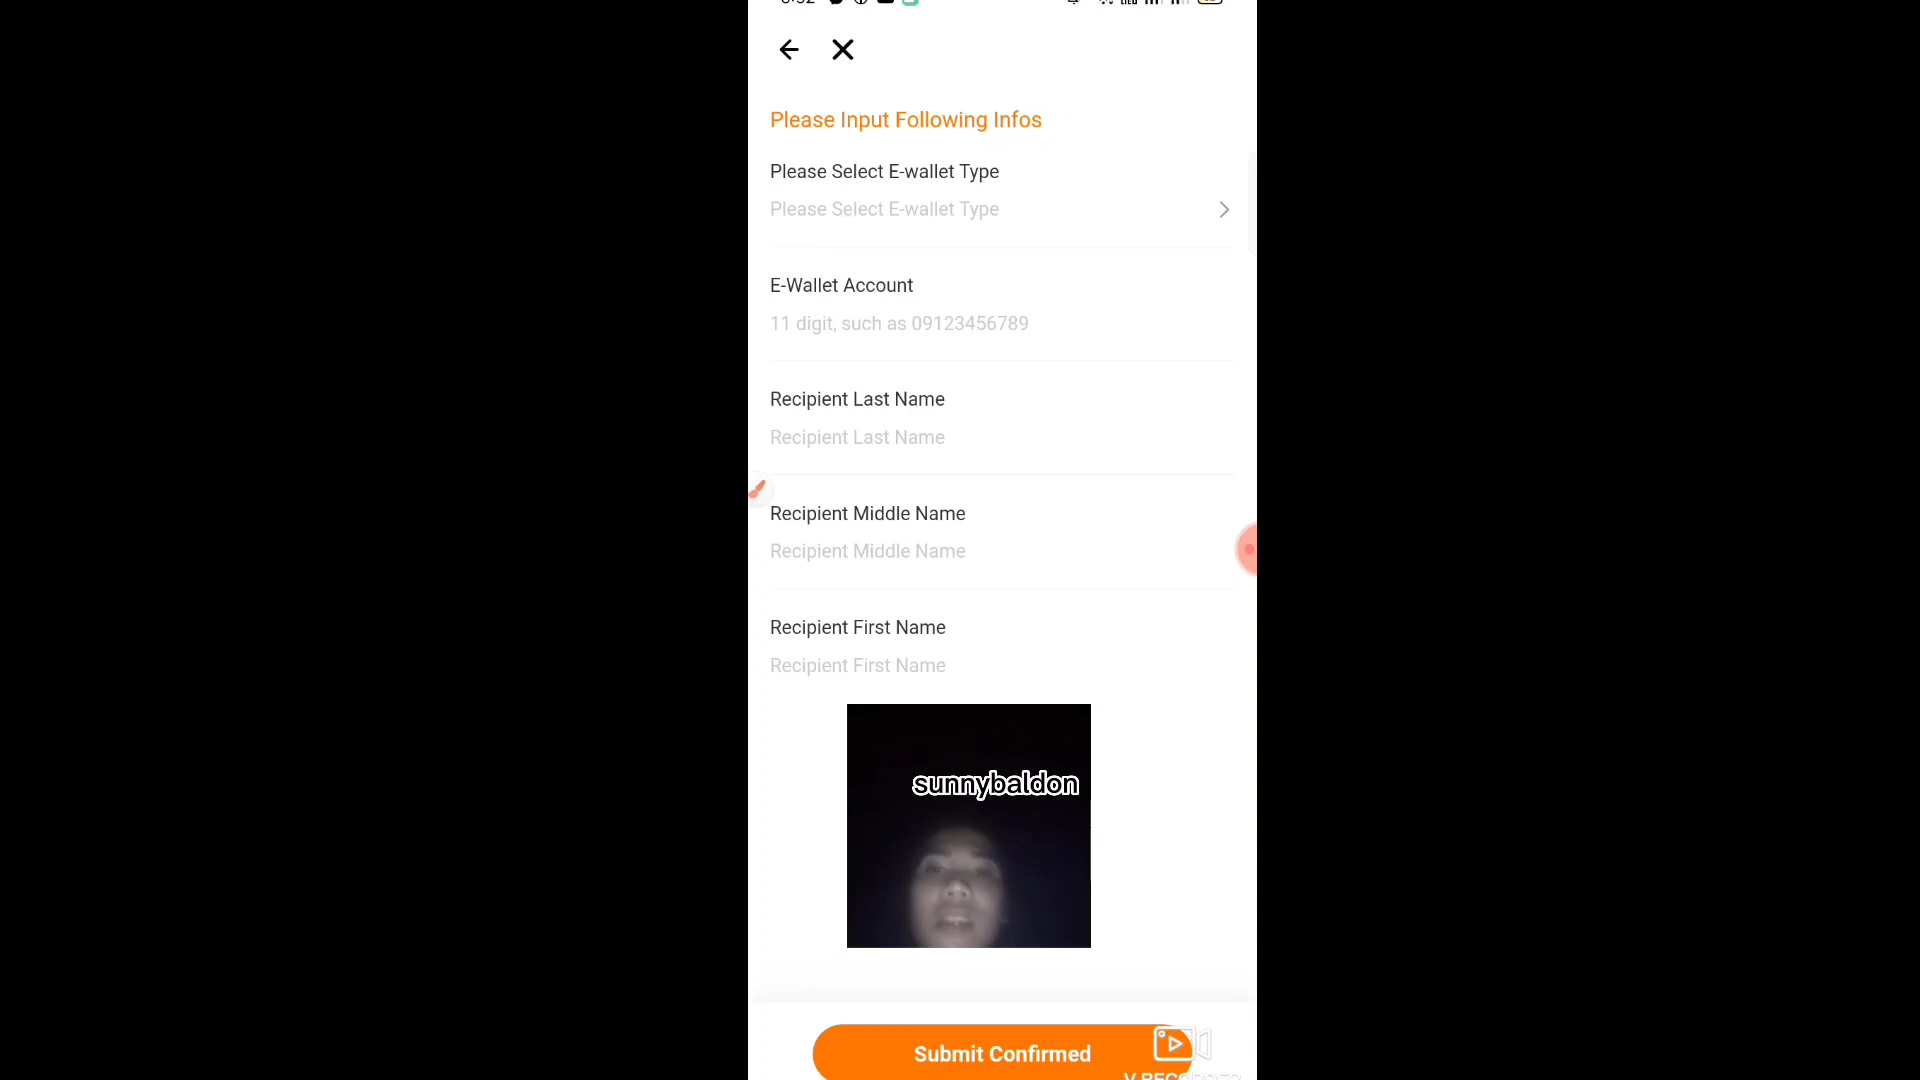 Please Input Following Infos
Please Select E-wallet Type
Please Select E-wallet Type
E-Wallet Account
11 digit, such as 09123456789
Recipient Last Name
Recipient Last Name
Recipient Middle Name
Recipient Middle Name
Recipient First Name
Recipient First Name
sunnybaldon
Submit Confirmed